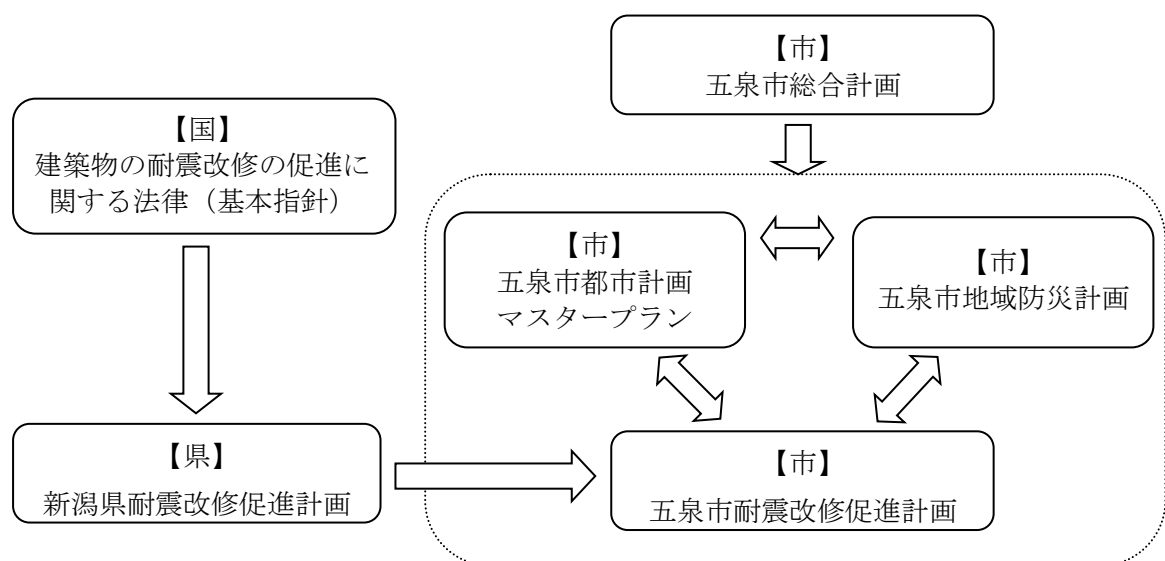 【市】
五泉市総合計画
【国】
建築物の耐震改修の促進に
関する法律（基本指針）
【市】
五泉市都市計画
マスタープラン
【市】
五泉市地域防災計画
【県】
新潟県耐震改修促進計画
【市】
五泉市耐震改修促進計画